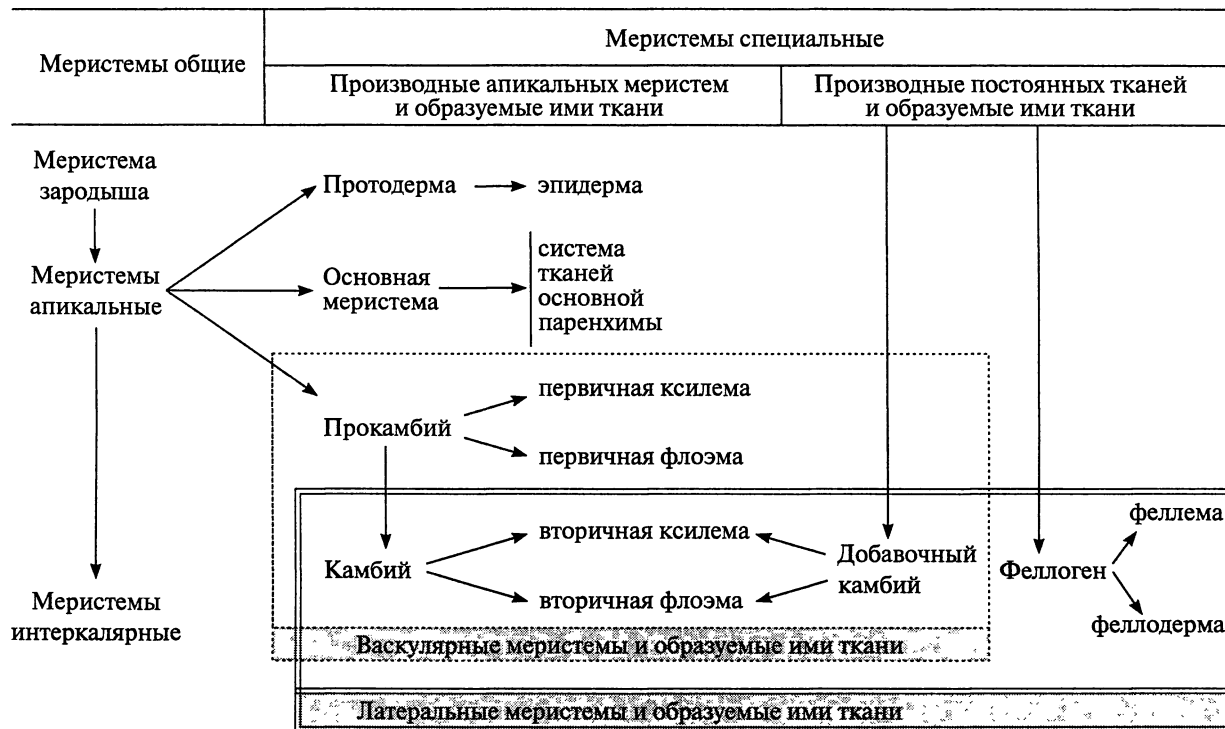 Меристемы общие
Меристемы специальные
Производные апикальных меристем
и образуемые ими ткани
Производные постоянных тканей
и образуемые ими ткани
Меристема
зародыша
Меристемы
апикальные
Меристемы
интеркалярные
Протодерма
эпидерма
Основная
меристема
система
тканей
основной
паренхимы
Прокамбий
первичная ксилема
первичная флоэма
Камбий
вторичная ксилема
вторичная флоэма
Добавочный
камбий
Феллоген
феллема
феллодерма
Васкулярные меристемы и образуемые ими ткани
Латеральные меристемы и образуемые ими ткани